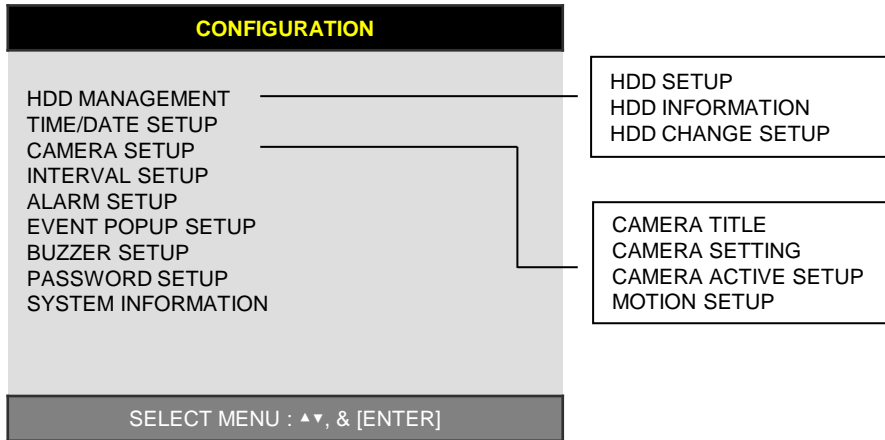 CONFIGURATION
HDD MANAGEMENT
TIME/DATE SETUP
CAMERA SETUP
INTERVAL SETUP
ALARM SETUP
EVENT POPUP SETUP
BUZZER SETUP
PASSWORD SETUP
SYSTEM INFORMATION
SELECT MENU : ▲▼, & [ENTER]
HDD SETUP
HDD INFORMATION
HDD CHANGE SETUP
CAMERA TITLE
CAMERA SETTING
CAMERA ACTIVE SETUP
MOTION SETUP